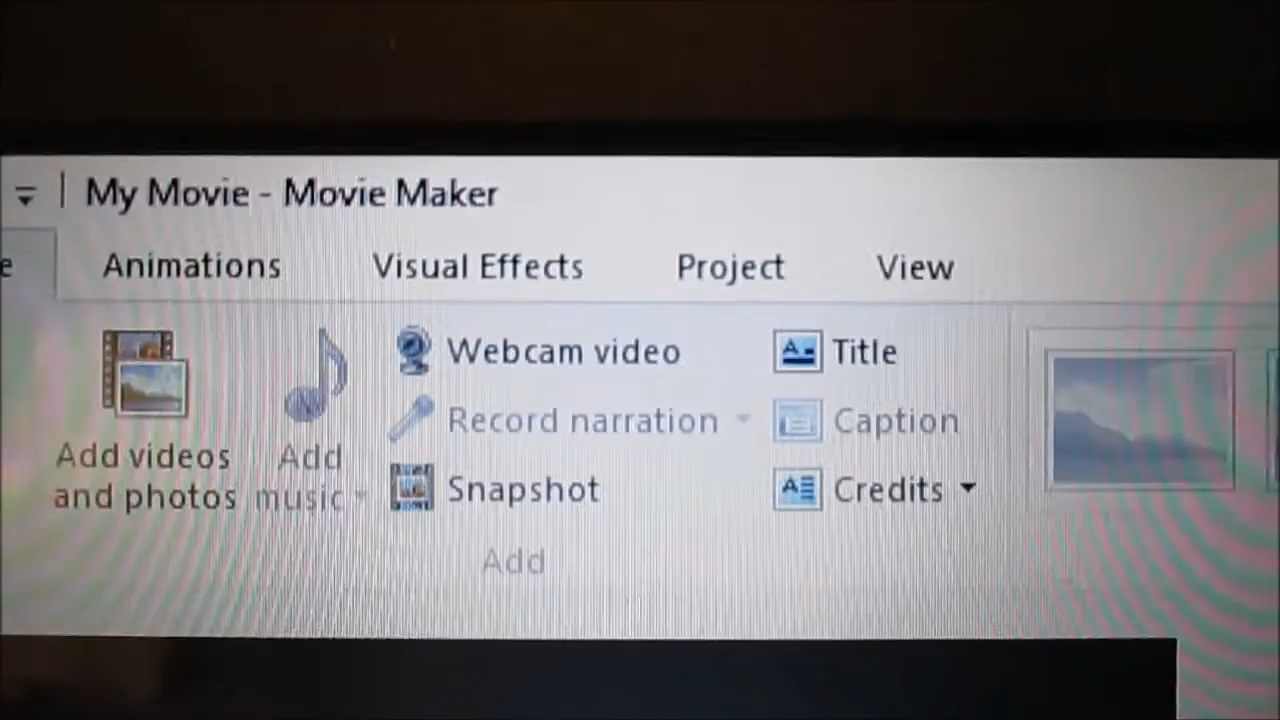 My Movie - Movie Maker
e Animations Visual Effects Project View
Add videos and photos
Add music
Webcam video
Record narration
Snapshot
Title
Caption
Credits
Add